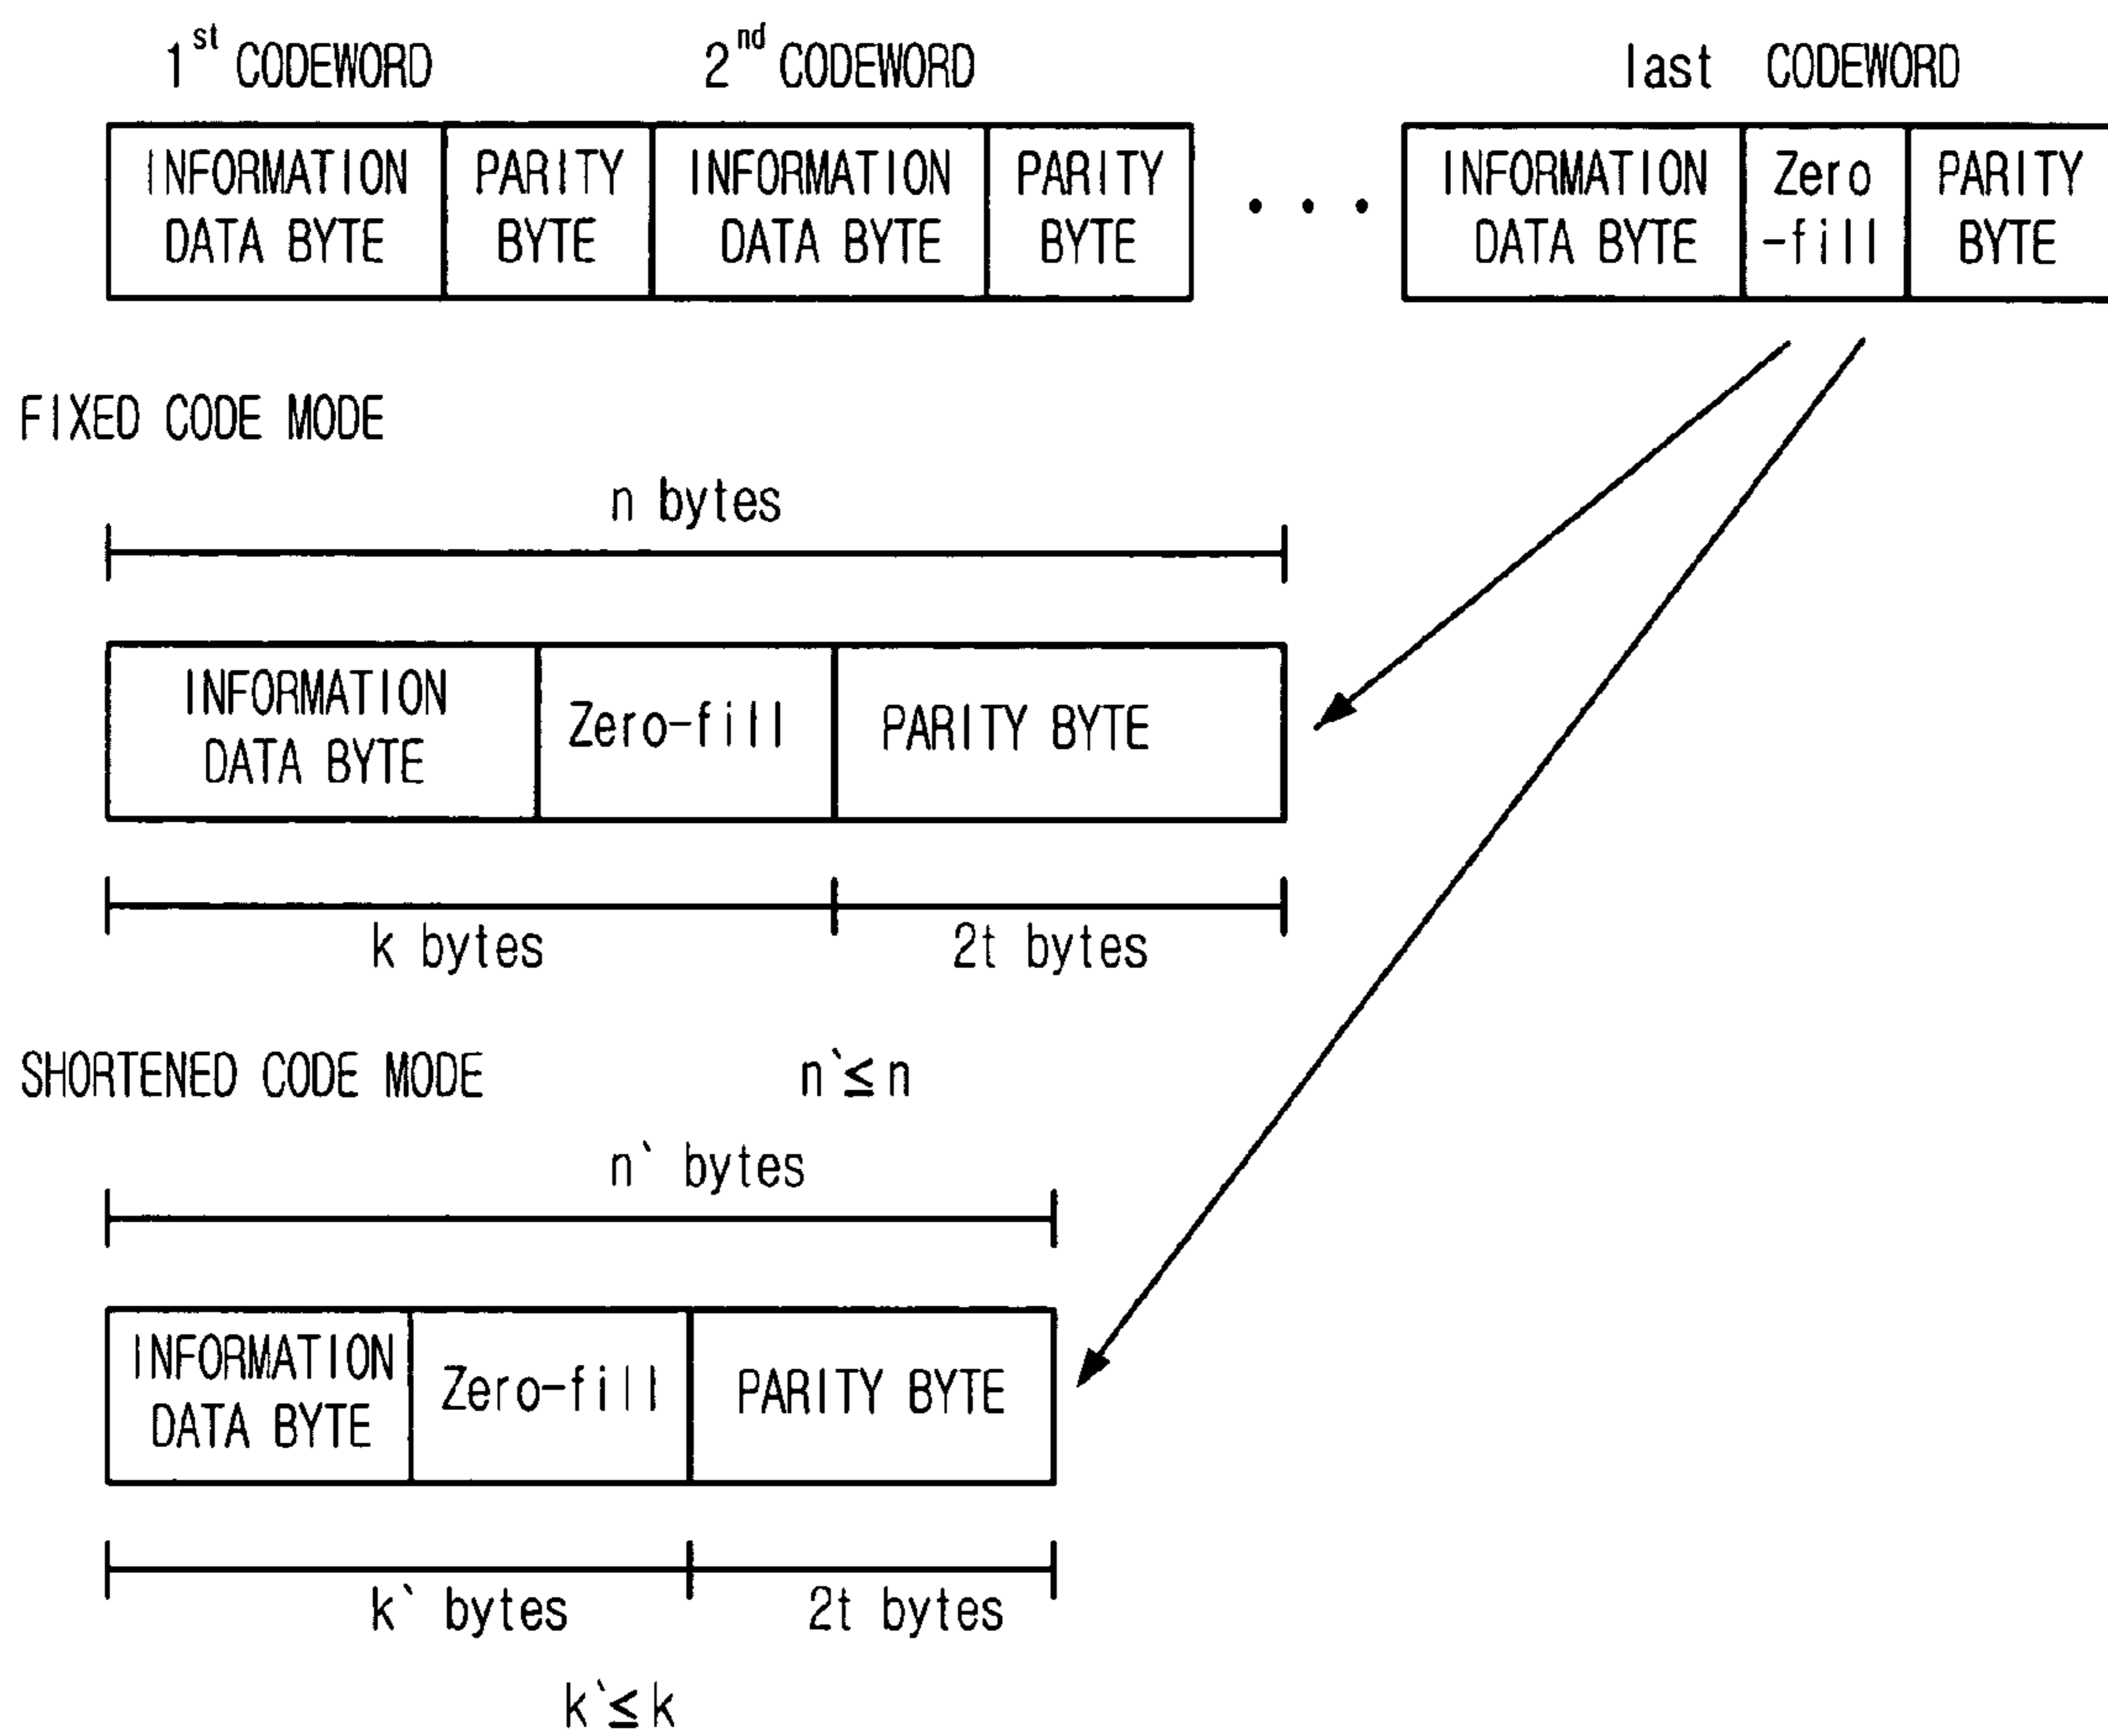 1st CODEWORD 2nd CODEWORD last CODEWORD
INFORMATION PARITY INFORMATION PARITY INFORMATION Zero PARITY
DATA BYTE BYTE DATA BYTE BYTE • • • DATA BYTE -fill BYTE
FIXED CODE MODE
n bytes
INFORMATION
DATA BYTE
Zero-fill
PARITY BYTE
k bytes 2t bytes
SHORTENED CODE MODE n`≤n
n` bytes
INFORMATION
DATA BYTE
Zero-fill
PARITY BYTE
k` bytes 2t bytes
k`≤k